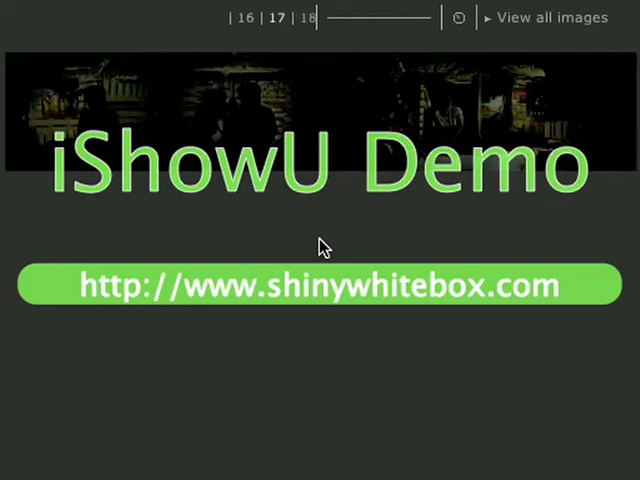 | 16 | 17 | 18 View all images
iShowU Demo
http://www.shinywhitebox.com